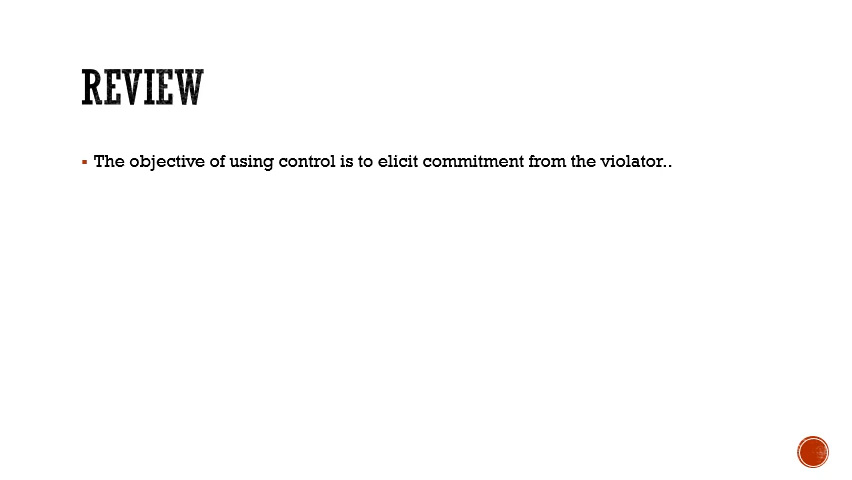 REVIEW
▪ The objective of using control is to elicit commitment from the violator..